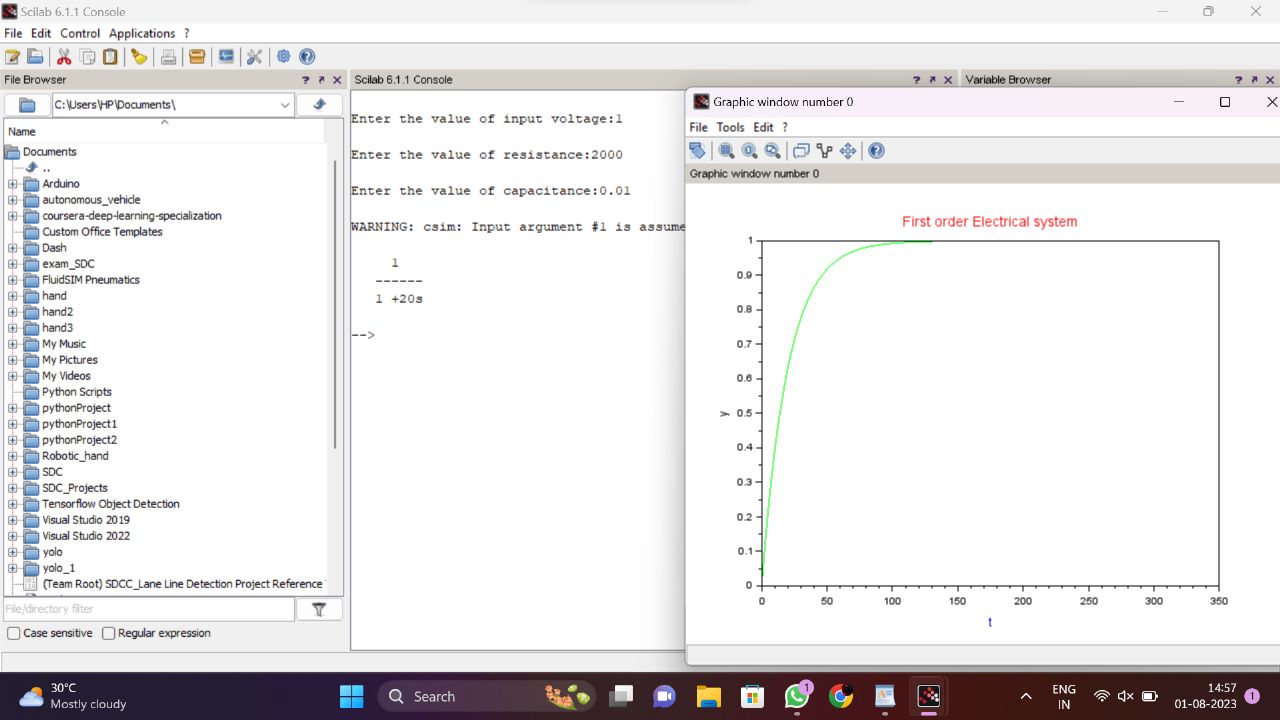 Scilab 6.1.1 Console
File Edit Control Applications ?
File Browser ? 
Scilab 6.1.1 Console ?
Variable Browser ?
C:\Users\HP\Documents\
Name
Documents
..
Arduino
autonomous_vehicle
coursera-deep-learning-specialization
Custom Office Templates
Dash
exam_SDC
FluidSIM Pneumatics
hand
hand2
hand3
My Music
My Pictures
My Videos
Python Scripts
pythonProject
pythonProject1
pythonProject2
Robotic_hand
SDC
SDC_Projects
Tensorflow Object Detection
Visual Studio 2019
Visual Studio 2022
yolo
yolo_1
(Team Root) SDCC_Lane Line Detection Project Reference
File/directory filter
Case sensitive Regular expression
Enter the value of input voltage:1
Enter the value of resistance:2000
Enter the value of capacitance:0.01
WARNING: csim: Input argument #1 is assume
1
------
1 +20s
-->
Graphic window number 0
File Tools Edit ?
Graphic window number 0
First order Electrical system
1
0.9
0.8
0.7
0.6
0.5
0.4
0.3
0.2
0.1
0
y
0 50 100 150 200 250 300 350
t
30°C
Mostly cloudy
Search
1
ENG
IN
14:57
01-08-2023
1